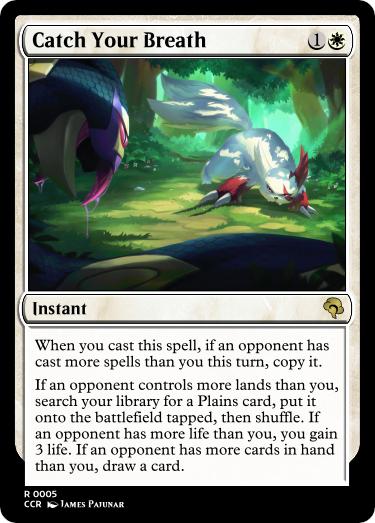 Catch Your Breath 1
Instant
When you cast this spell, if an opponent has
cast more spells than you this turn, copy it.
If an opponent controls more lands than you,
search your library for a Plains card, put it
onto the battlefield tapped, then shuffle. If
an opponent has more life than you, you gain
3 life. If an opponent has more cards in hand
than you, draw a card.
R 0005
CCR James Pajunar